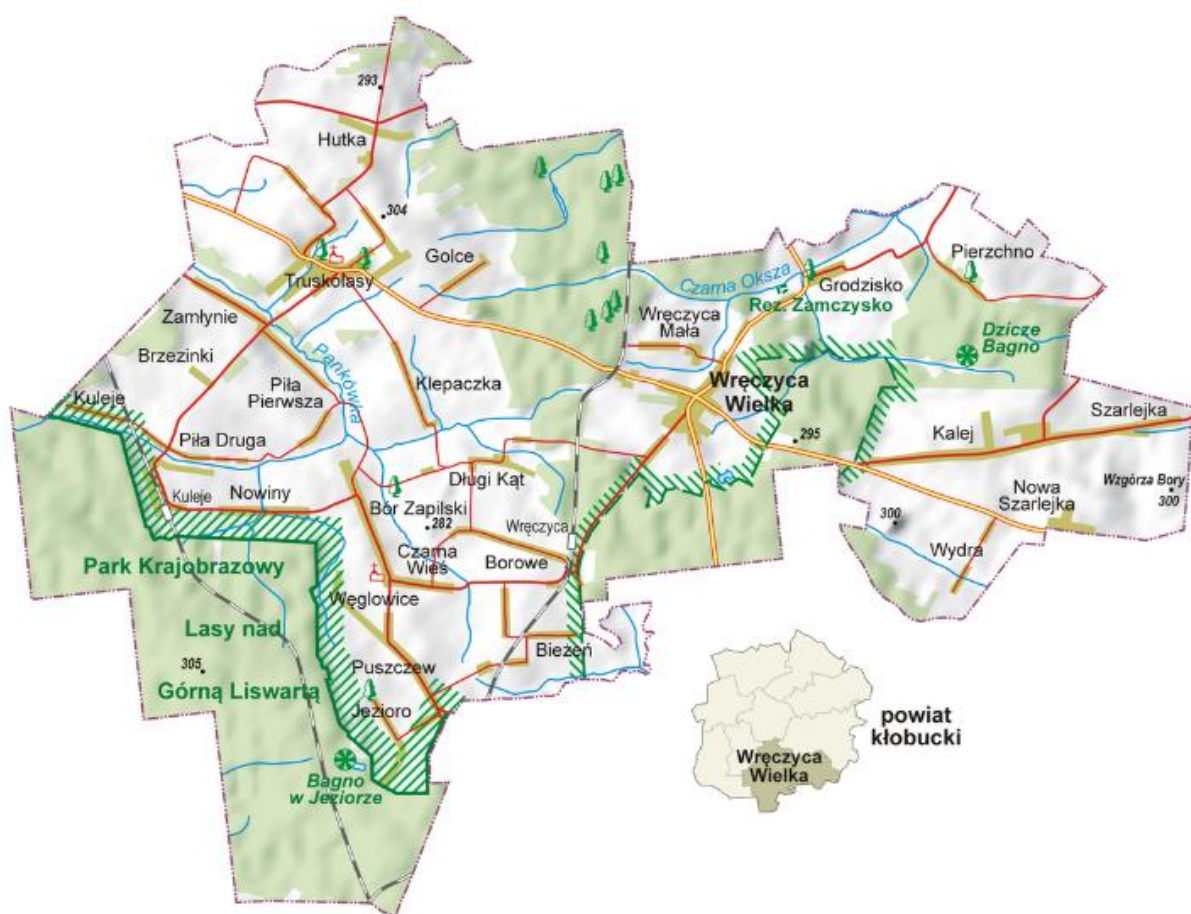 293
Hutka
304
Golce
Truskolasy
Pierzchno
Czarna Oksza
Grodzisko
Rez. Zamczysko
Zamłynie
Wręczyca
Mała
Dzicze
Bagno
Brzezinki
Pankówka
Klepaczka
Piła
Pierwsza
Wręczyca
Wielka
Kuleje
Szarlejka
Kalej
295
Piła Druga
Długi Kąt
Kuleje
Nowiny
Bór Zapilski
282
Wręczyca
Wzgórza Bory
300
Nowa
Szarlejka
300
Czarna
Wieś
Borowe
Wydra
Park Krajobrazowy
Węglowice
Lasy nad
Bieżeń
305
Górną Liswartą
Puszczew
Jezioro
powiat
kłobucki
Wręczyca
Wielka
Bagno
w Jeziorze